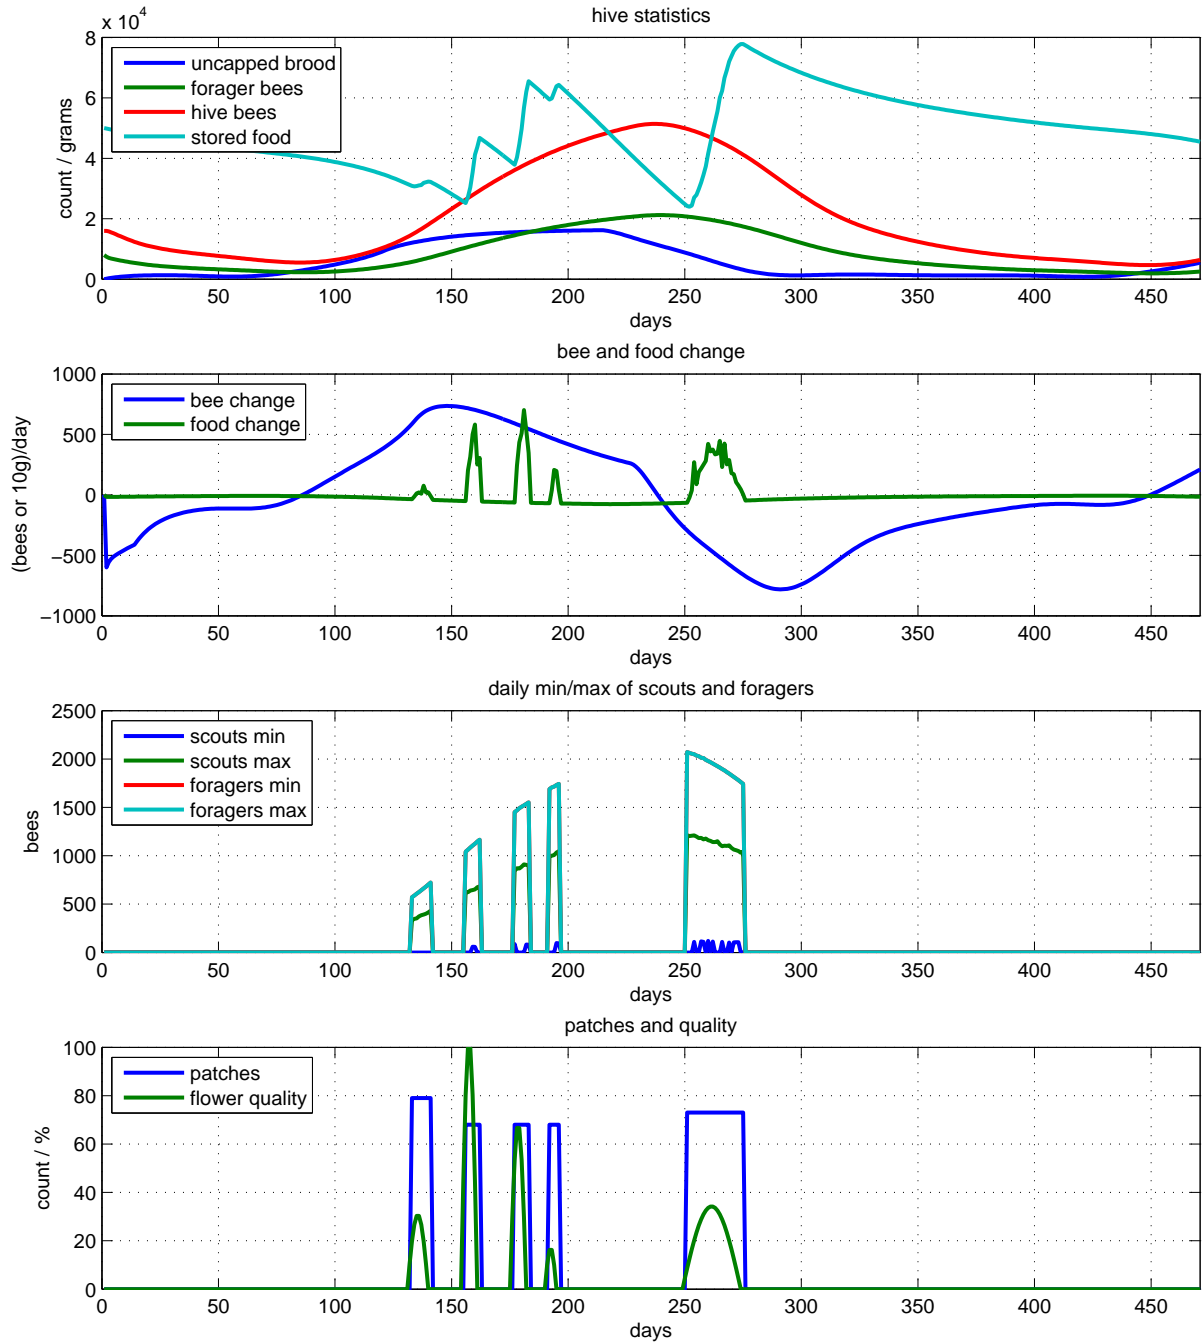 hive statistics
x 10^4
8
6
4
2
0
count / grams
uncapped brood
forager bees
hive bees
stored food
0 50 100 150 200 250 300 350 400 450
days
bee and food change
1000
500
0
−500
−1000
(bees or 10g)/day
bee change
food change
0 50 100 150 200 250 300 350 400 450
days
daily min/max of scouts and foragers
2500
2000
1500
1000
500
0
bees
scouts min
scouts max
foragers min
foragers max
0 50 100 150 200 250 300 350 400 450
days
patches and quality
100
80
60
40
20
0
count / %
patches
flower quality
0 50 100 150 200 250 300 350 400 450
days